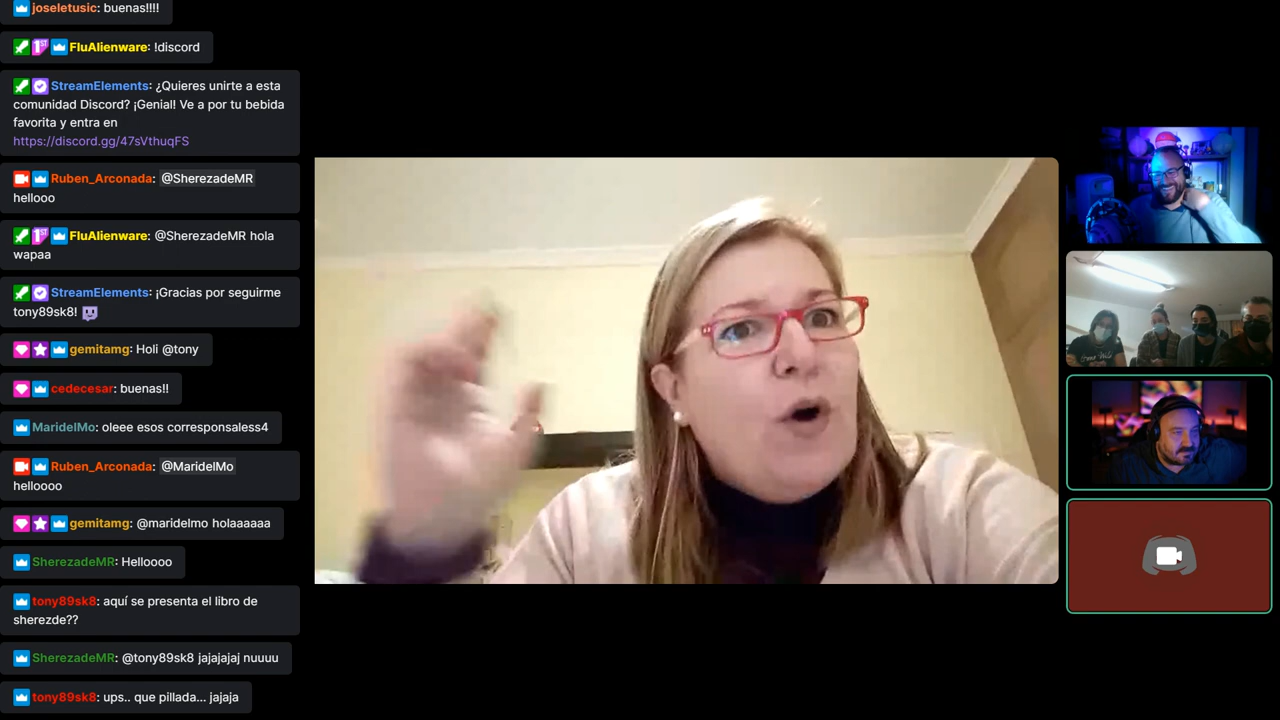 joseletusic: buenas!!!!
FluAlienware: !discord
StreamElements: ¿Quieres unirte a esta
comunidad Discord? ¡Genial! Ve a por tu bebida
favorita y entra en
https://discord.gg/47sVthuqFS
Ruben_Arconada: @SherezadeMR
hellooo
FluAlienware: @SherezadeMR hola
wapaa
StreamElements: ¡Gracias por seguirme
tony89sk8!
gemitamg: Holi @tony
cedecesar: buenas!!
MaridelMo: oleee esos corresponsaless4
Ruben_Arconada: @MaridelMo
helloooo
gemitamg: @maridelmo holaaaaaa
SherezadeMR: Helloooo
tony89sk8: aquí se presenta el libro de
sherezde??
SherezadeMR: @tony89sk8 jajajajaj nuuuu
tony89sk8: ups.. que pillada... jajaja